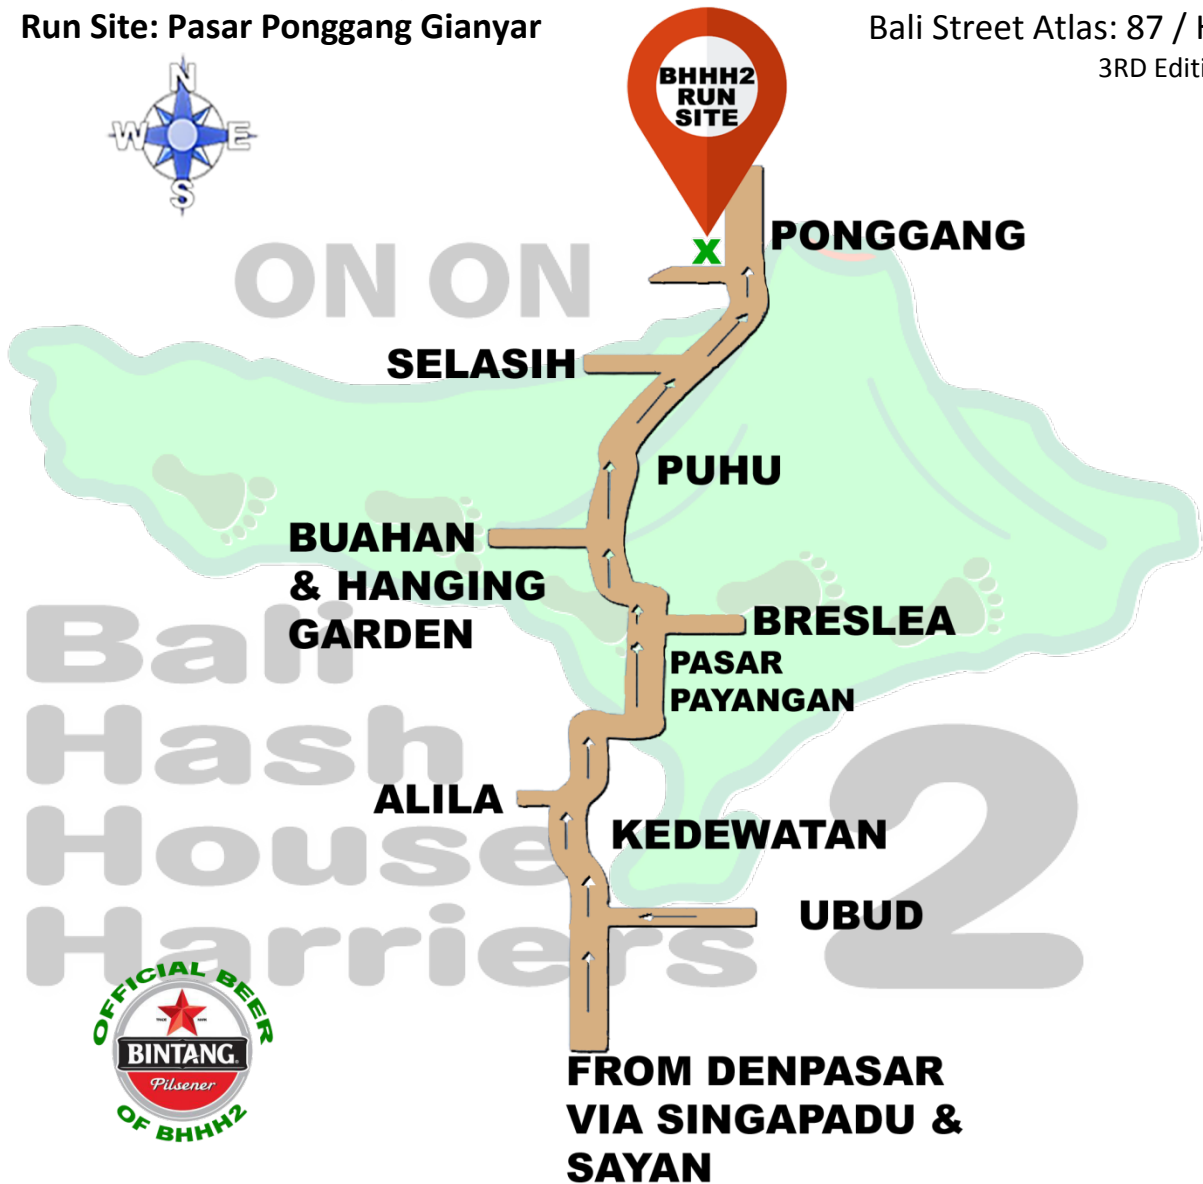 Run Site: Pasar Ponggang Gianyar
Bali Street Atlas: 87 / H
3RD Editi
N
W E
S
BHHH2
RUN
SITE
X
PONGGANG
ON ON
SELASIH
PUHU
BUAHAN
& HANGING
GARDEN
BRESLEA
PASAR
PAYANGAN
Bali
Hash
House
Harriers
2
ALILA
KEDEWATAN
UBUD
OFFICIAL BEER
BINTANG
Pilsener
OF BHHH2
FROM DENPASAR
VIA SINGAPADU &
SAYAN